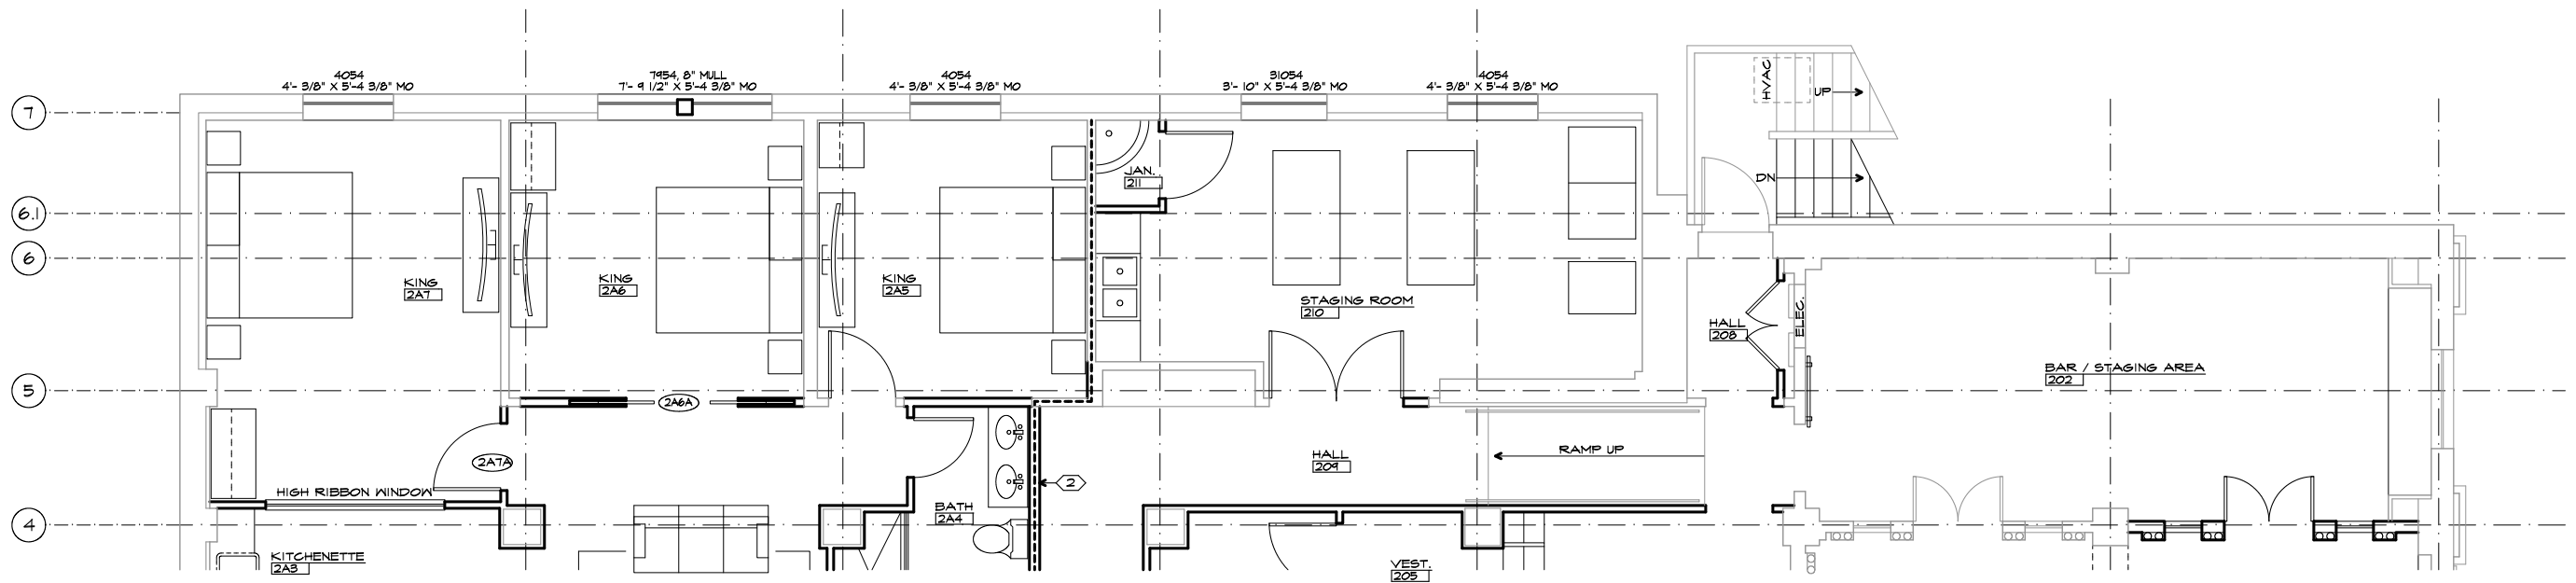 4054
4'- 3/8" X 5'-4 3/8" MO
7954, 8" MULL
7'- 9 1/2" X 5'-4 3/8" MO
4054
4'- 3/8" X 5'-4 3/8" MO
31054
3'- 10" X 5'-4 3/8" MO
4054
4'- 3/8" X 5'-4 3/8" MO
HVAC
UP
7
JAN.
211
DN
6.1
6
KING
2A7
KING
2A6
KING
2A5
STAGING ROOM
210
HALL
208
ELEC.
BAR / STAGING AREA
202
5
2A6A
2A7A
HALL
209
RAMP UP
2
HIGH RIBBON WINDOW
BATH
2A4
4
KITCHENETTE
2A3
VEST.
205